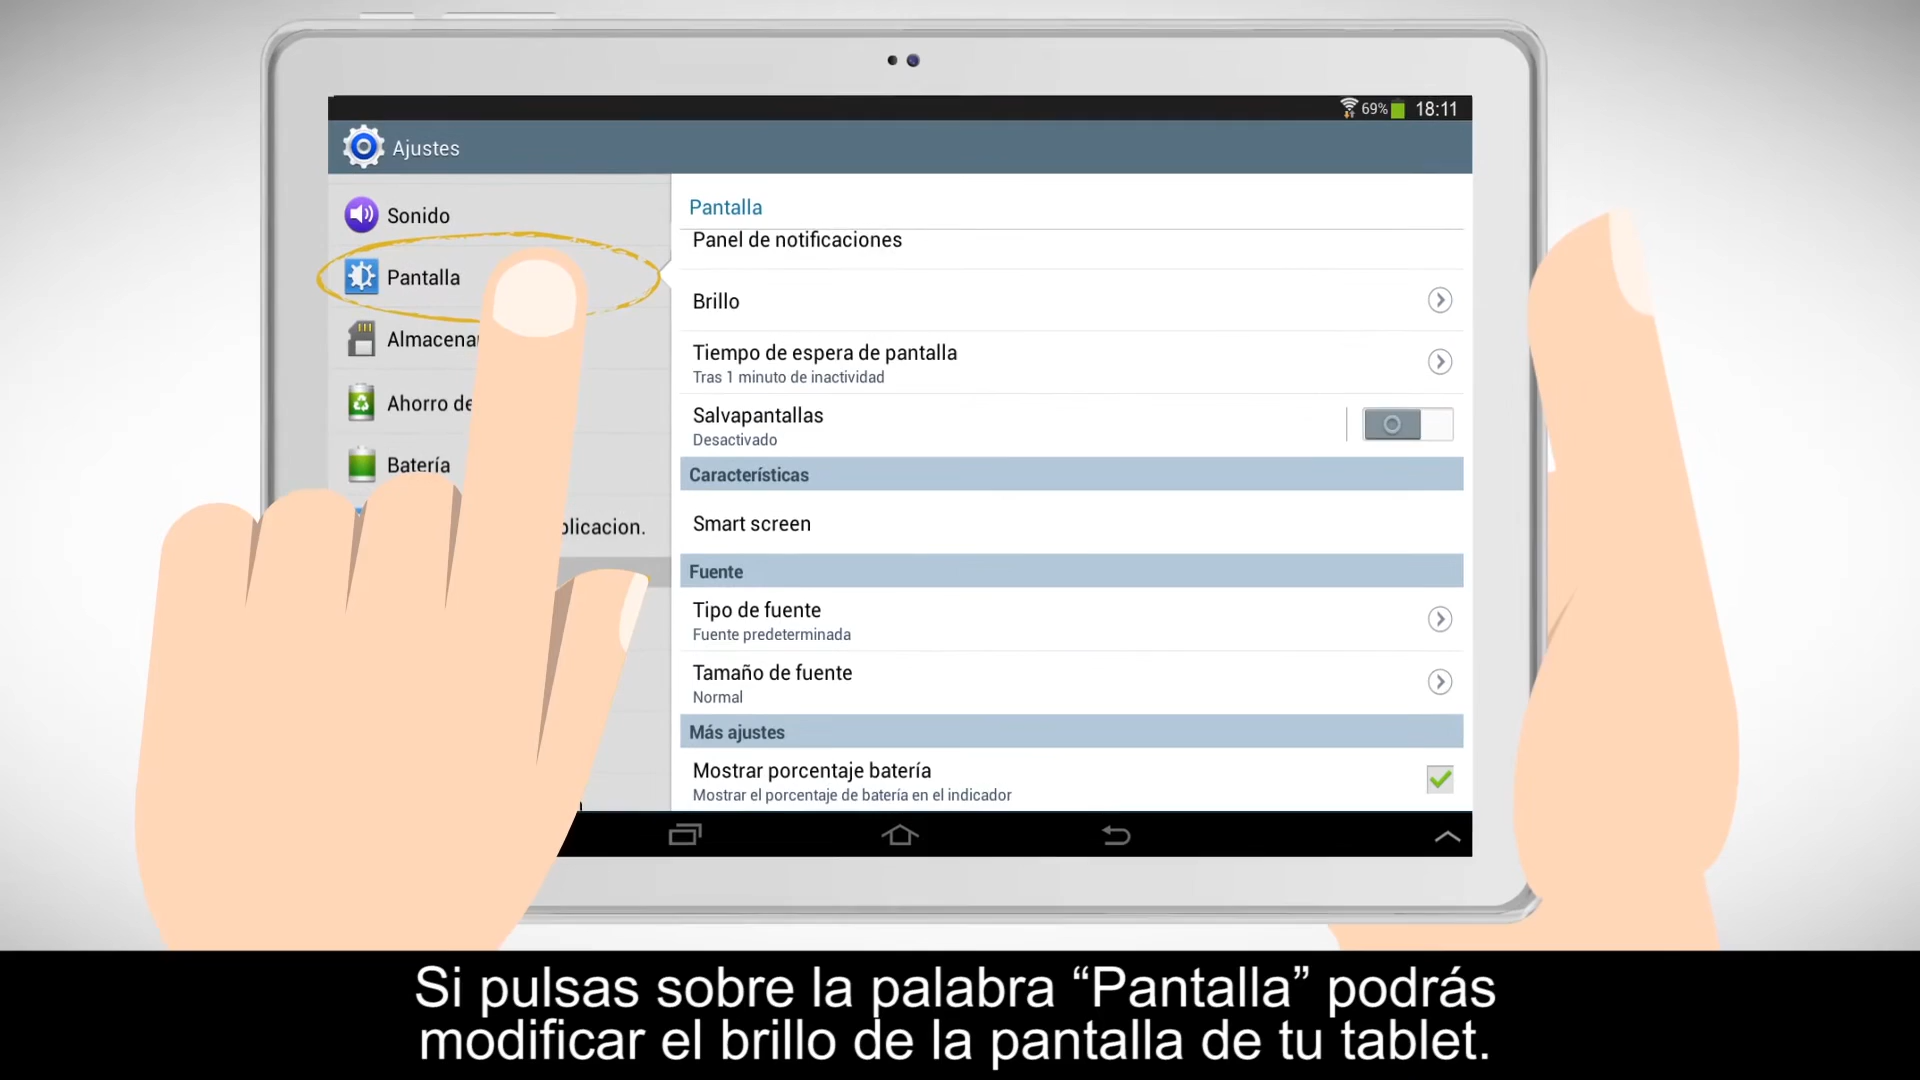 69% 18:11
Ajustes
Sonido
Pantalla
Ahorro de
Batería
Pantalla
Panel de notificaciones
Brillo
Tiempo de espera de pantalla
Tras 1 minuto de inactividad
Salvapantallas
Desactivado
Características
Smart screen
Fuente
Tipo de fuente
Fuente predeterminada
Tamaño de fuente
Normal
Más ajustes
Mostrar porcentaje batería
Mostrar el porcentaje de batería en el indicador
Si pulsas sobre la palabra “Pantalla” podrás
modificar el brillo de la pantalla de tu tablet.